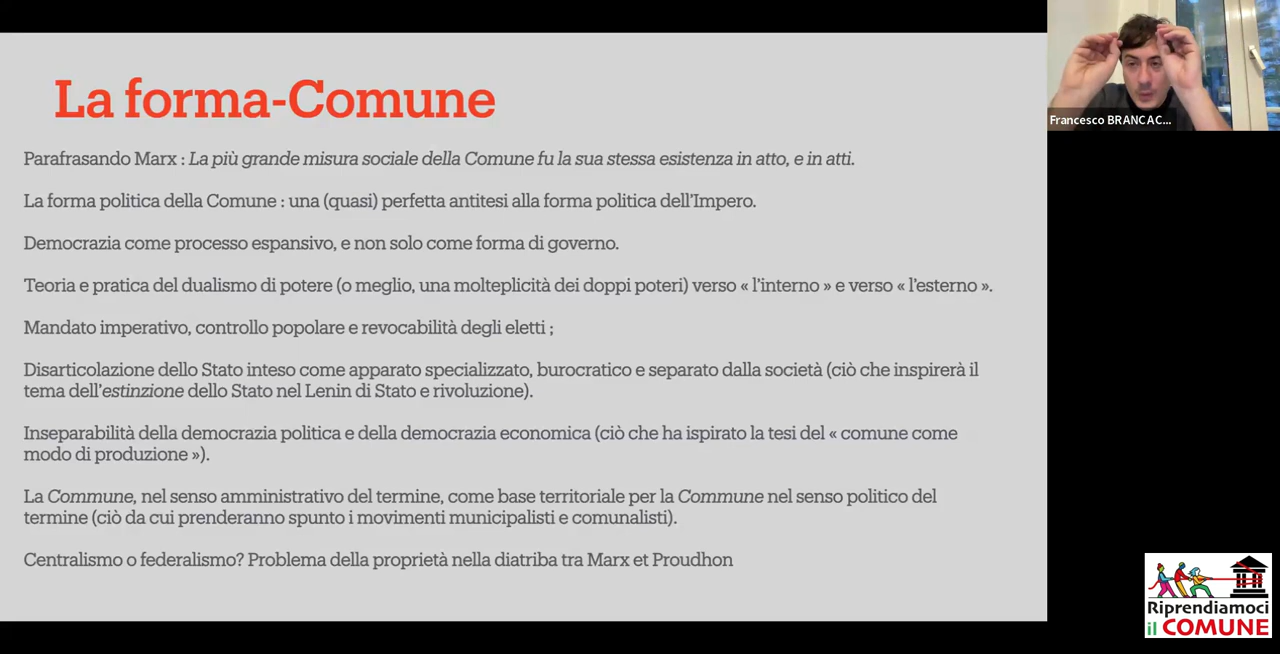 La forma-Comune
Parafrasando Marx : La più grande misura sociale della Comune fu la sua stessa esistenza in atto, e in atti.
La forma politica della Comune : una (quasi) perfetta antitesi alla forma politica dell'Impero.
Democrazia come processo espansivo, e non solo come forma di governo.
Teoria e pratica del dualismo di potere (o meglio, una molteplicità dei doppi poteri) verso « l'interno » e verso « l'esterno ».
Mandato imperativo, controllo popolare e revocabilità degli eletti ;
Disarticolazione dello Stato inteso come apparato specializzato, burocratico e separato dalla società (ciò che inspirerà il
tema dell'estinzione dello Stato nel Lenin di Stato e rivoluzione).
Inseparabilità della democrazia politica e della democrazia economica (ciò che ha ispirato la tesi del « comune come
modo di produzione »).
La Commune, nel senso amministrativo del termine, come base territoriale per la Commune nel senso politico del
termine (ciò da cui prenderanno spunto i movimenti municipalisti e comunalisti).
Centralismo o federalismo? Problema della proprietà nella diatriba tra Marx et Proudhon
Francesco BRANCAC...
Riprendiamoci
il COMUNE